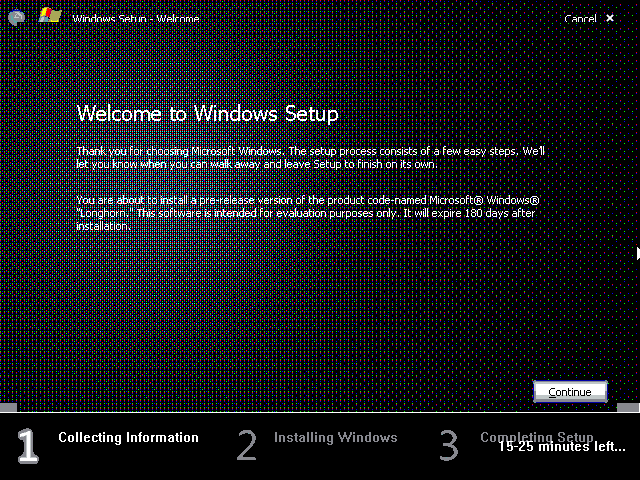 Windows Setup - Welcome
Cancel
Welcome to Windows Setup
Thank you for choosing Microsoft Windows. The setup process consists of a few easy steps. We'll
let you know when you can walk away and leave Setup to finish on its own.
You are about to install a pre-release version of the product code-named Microsoft® Windows®
"Longhorn." This software is intended for evaluation purposes only. It will expire 180 days after
installation.
Continue
1 Collecting Information 2 Installing Windows 3 Completing Setup
15-25 minutes left...